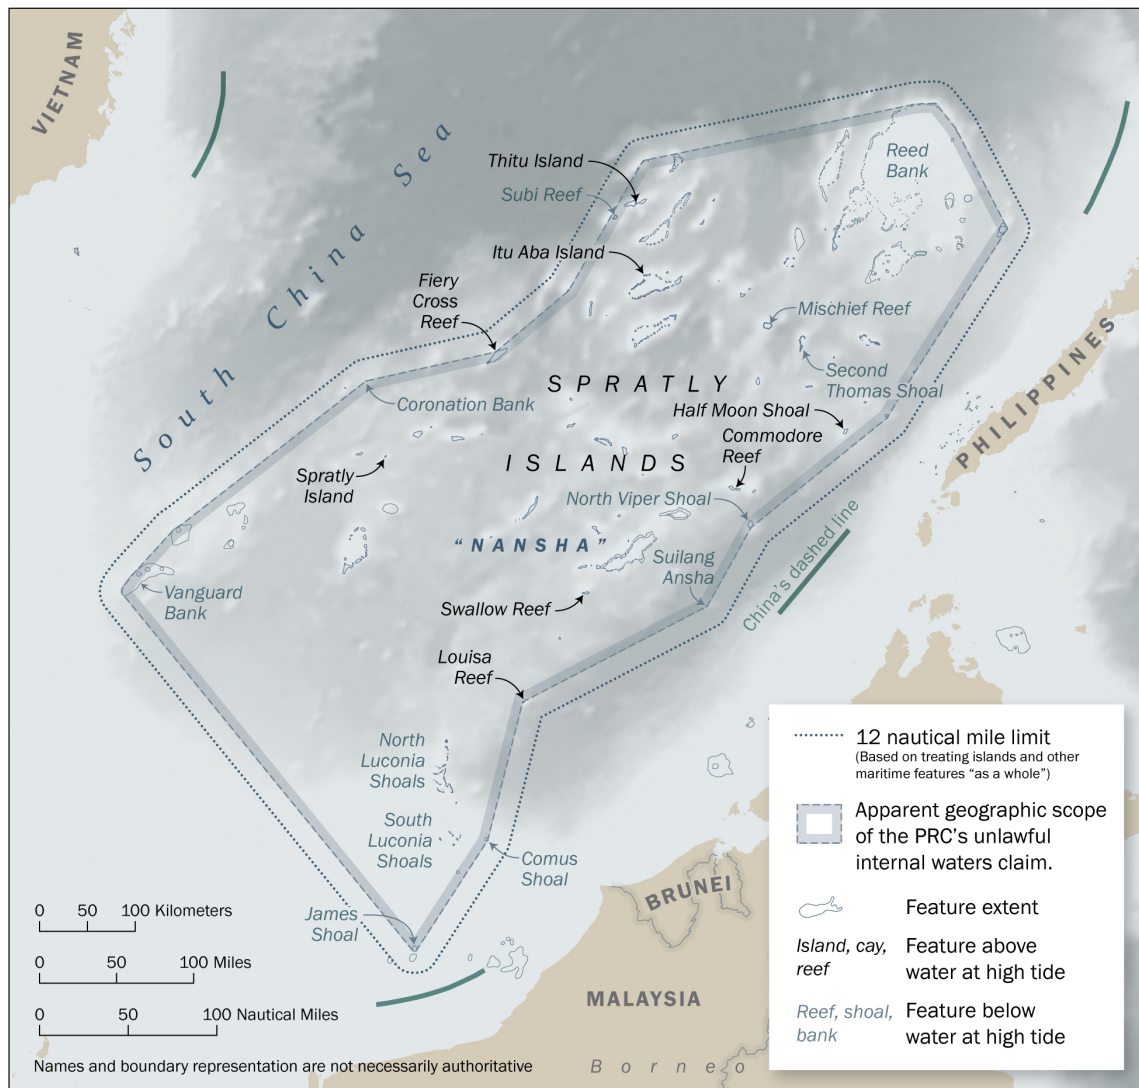 VIETNAM
South China Sea
Thitu Island
Subi Reef
Itu Aba Island
Fiery
Cross
Reef
Reed
Bank
Mischief Reef
Second
Thomas Shoal
SPRATLY
ISLANDS
Coronation Bank
Half Moon Shoal
Commodore
Reef
PHILIPPINES
Spratly
Island
North Viper Shoal
"NANSHA"
Suilang
Ansha
China's dashed line
Vanguard
Bank
Swallow Reef
Louisa
Reef
North
Luconia
Shoals
South
Luconia
Shoals
Comus
Shoal
James
Shoal
BRUNEI
MALAYSIA
Borneo
12 nautical mile limit
(Based on treating islands and other
maritime features "as a whole")
Apparent geographic scope
of the PRC's unlawful
internal waters claim.
Feature extent
Island, cay,
reef
Feature above
water at high tide
Reef, shoal,
bank
Feature below
water at high tide
0 50 100 Kilometers
0 50 100 Miles
0 50 100 Nautical Miles
Names and boundary representation are not necessarily authoritative